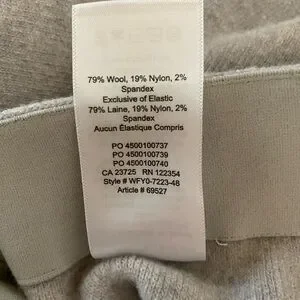 79% Wool, 19% Nylon, 2%
Spandex
Exclusive of Elastic
79% Laine, 19% Nylon, 2%
Spandex
Aucun Élastique Compris
PO 4500100737
PO 4500100739
PO 4500100740
CA 23725 RN 122354
Style # WFY0-7223-48
Article # 69527